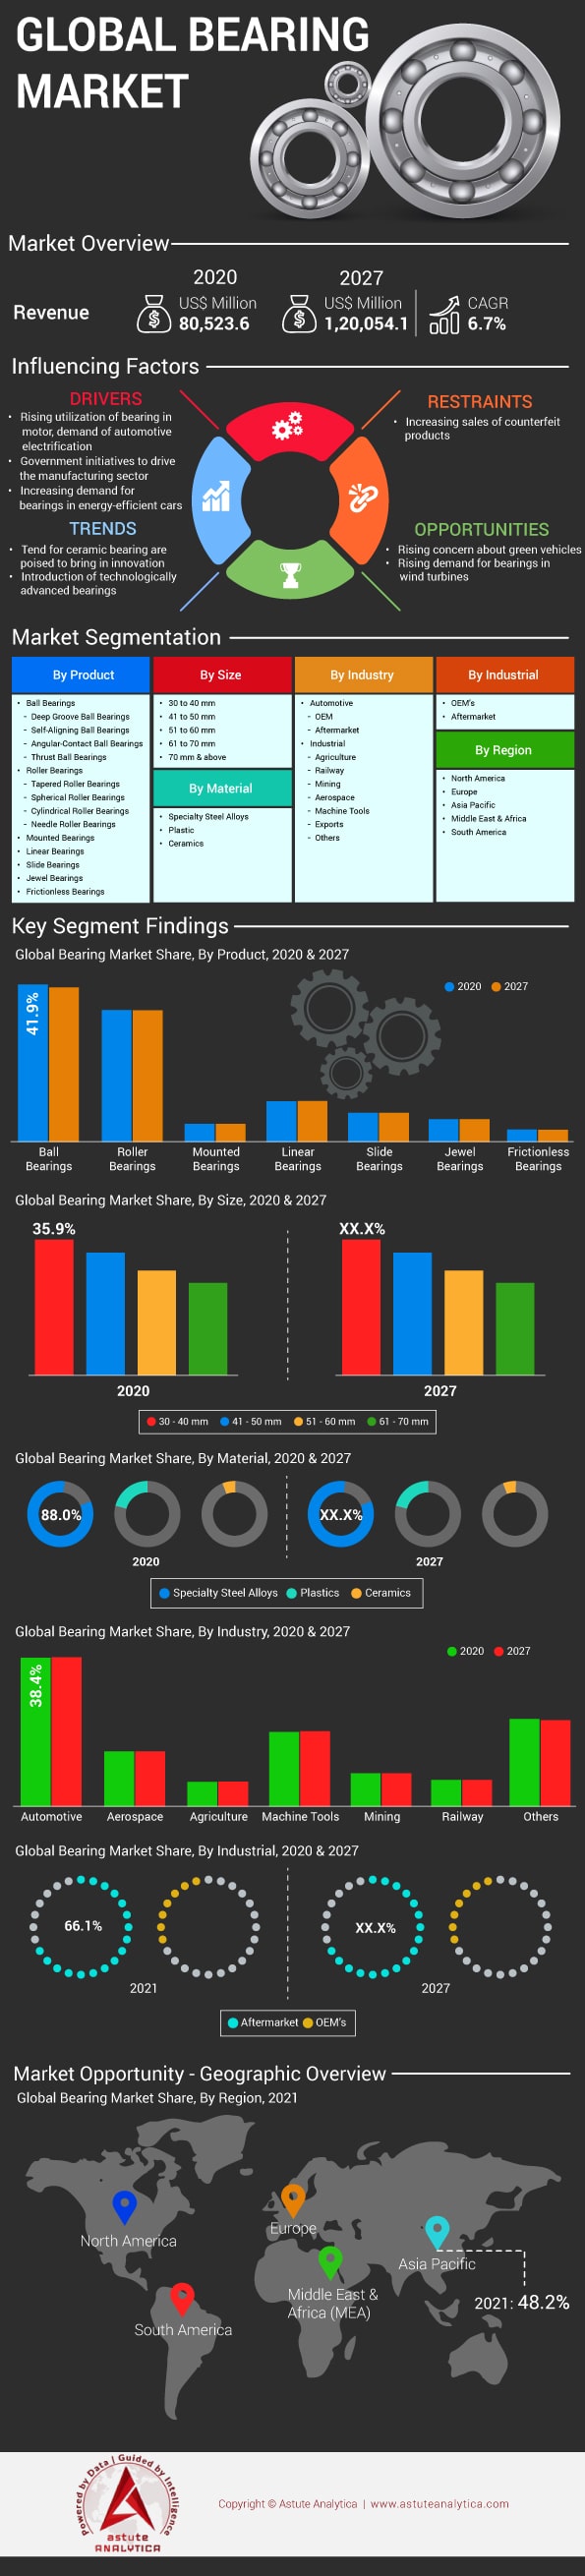 GLOBAL BEARING
MARKET
Market Overview
2020
2027
Revenue
US$ Million
80,523.6
US$ Million
1,20,054.1
CAGR
6.7%
Influencing Factors
DRIVERS
• Rising utilization of bearing in
motor, demand of automotive
electrification
• Government initiatives to drive
the manufacturing sector
• Increasing demand for
bearings in energy-efficient cars
RESTRAINTS
• Increasing sales of counterfeit
products
TRENDS
• Tend for ceramic bearing are
poised to bring in innovation
• Introduction of technologically
advanced bearings
OPPORTUNITIES
• Rising concern about green vehicles
• Rising demand for bearings in
wind turbines
Market Segmentation
By Product
• Ball Bearings
- Deep Groove Ball Bearings
- Self-Aligning Ball Bearings
- Angular-Contact Ball Bearings
- Thrust Ball Bearings
• Roller Bearings
- Tapered Roller Bearings
- Spherical Roller Bearings
- Cylindrical Roller Bearings
- Needle Roller Bearings
• Mounted Bearings
• Linear Bearings
• Slide Bearings
• Jewel Bearings
• Frictionless Bearings
By Size
• 30 to 40 mm
• 41 to 50 mm
• 51 to 60 mm
• 61 to 70 mm
• 70 mm & above
By Material
• Specialty Steel Alloys
• Plastic
• Ceramics
By Industry
• Automotive
- OEM
- Aftermarket
• Industrial
- Agriculture
- Railway
- Mining
- Aerospace
- Machine Tools
- Exports
- Others
By Industrial
• OEM's
• Aftermarket
By Region
• North America
• Europe
• Asia Pacific
• Middle East & Africa
• South America
Key Segment Findings
Global Bearing Market Share, By Product, 2020 & 2027
2020
2027
41.9%
Ball
Bearings
Roller
Bearings
Mounted
Bearings
Linear
Bearings
Slide
Bearings
Jewel
Bearings
Frictionless
Bearings
Global Bearing Market Share, By Size, 2020 & 2027
35.9%
XX.X%
2020
2027
30 - 40 mm
41 - 50 mm
51 - 60 mm
61 - 70 mm
Global Bearing Market Share, By Material, 2020 & 2027
88.0%
XX.X%
2020
2027
Specialty Steel Alloys
Plastics
Ceramics
Global Bearing Market Share, By Industry, 2020 & 2027
2020
2027
38.4%
Automotive
Aerospace
Agriculture
Machine Tools
Mining
Railway
Others
Global Bearing Market Share, By Industrial, 2020 & 2027
66.1%
XX.X%
2021
2027
Aftermarket
OEM's
Market Opportunity - Geographic Overview
Global Bearing Market Share, By Region, 2021
North America
Europe
Asia Pacific
Middle East &
Africa (MEA)
2021: 48.2%
South America
Powered by Data | Guided by Intelligence
astute
ANALYTICA
Copyright © Astute Analytica | www.astuteanalytica.com